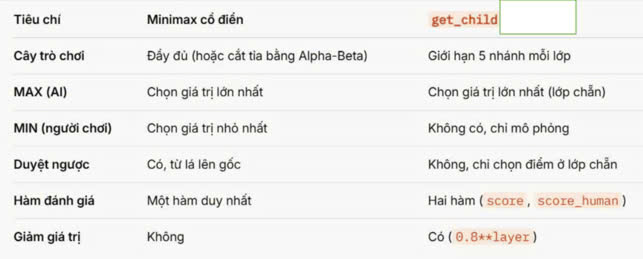 Tiêu chí Minimax cổ điển get_child
Cây trò chơi Đầy đủ (hoặc cắt tỉa bằng Alpha-Beta) Giới hạn 5 nhánh mỗi lớp
MAX (AI) Chọn giá trị lớn nhất Chọn giá trị lớn nhất (lớp chẵn)
MIN (người chơi) Chọn giá trị nhỏ nhất Không có, chỉ mô phỏng
Duyệt ngược Có, từ lá lên gốc Không, chỉ chọn điểm ở lớp chẵn
Hàm đánh giá Một hàm duy nhất Hai hàm (score, score_human)
Giảm giá trị Không Có (0.8**layer)